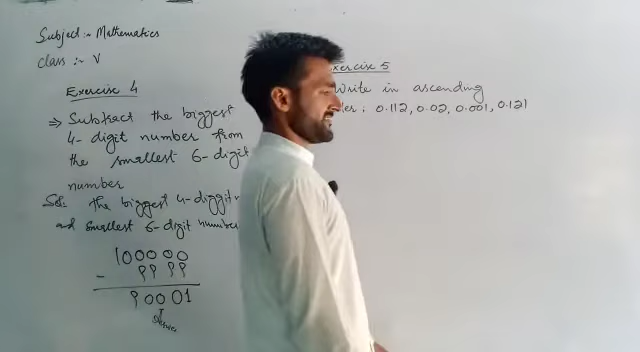 Subject :- Mathematics
class :- V
Exercise 4
=> Subtract the biggest
4-digit number from
the smallest 6-digit
number
Sol: the biggest 4-diggit
and smallest 6-digit number
100000
- 9999
90001
Exercise 5
Write in ascending
0.112, 0.02, 0.001, 0.121